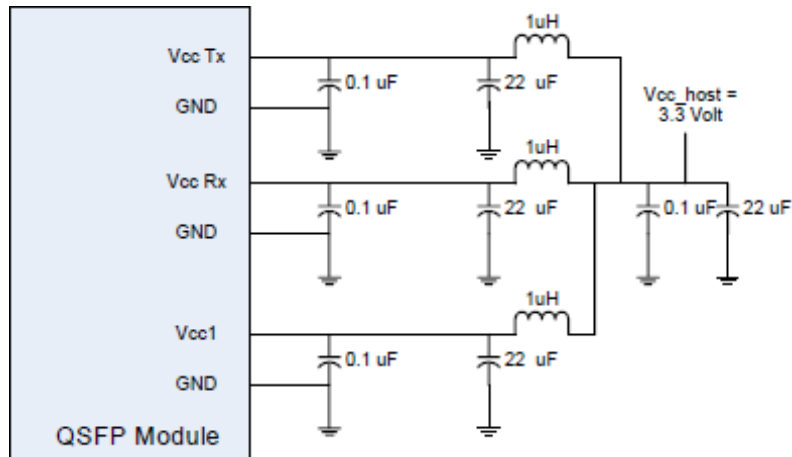 1uH
Vcc Tx
0.1 uF
22 uF
GND
Vcc_host =
3.3 Volt
1uH
Vcc Rx
0.1 uF
22 uF
0.1 uF
22 uF
GND
1uH
Vcc1
0.1 uF
22 uF
GND
QSFP Module